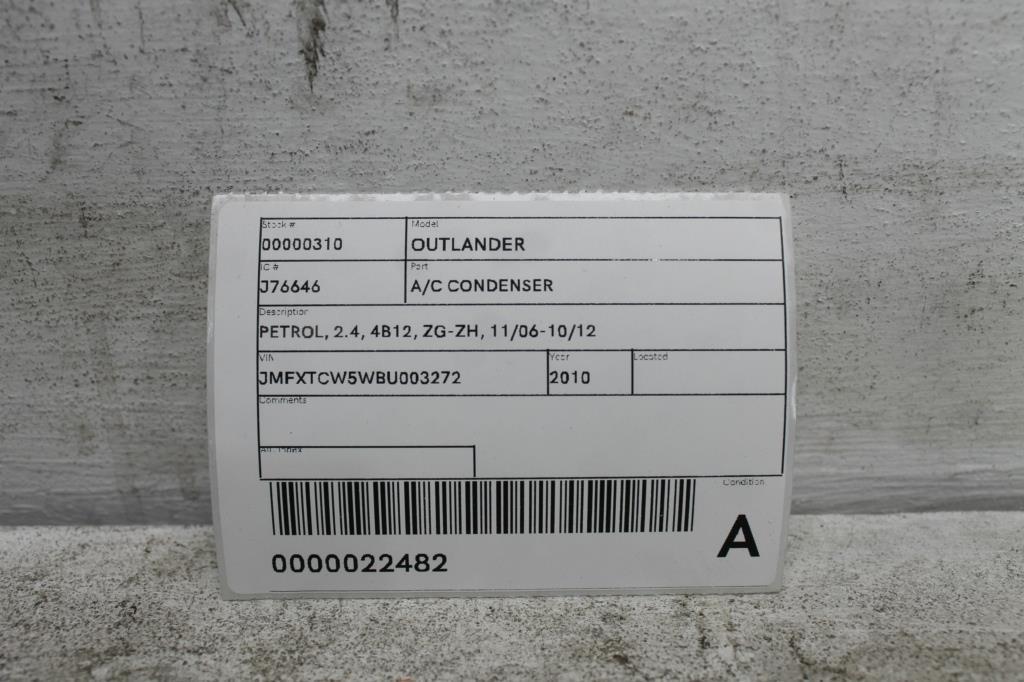 Stock # Model
00000310 OUTLANDER
IC # Part
J76646 A/C CONDENSER
Description
PETROL, 2.4, 4B12, ZG-ZH, 11/06-10/12
VIN Year Located
JMFXTCW5WBU003272 2010
Comments
Condition
A
0000022482